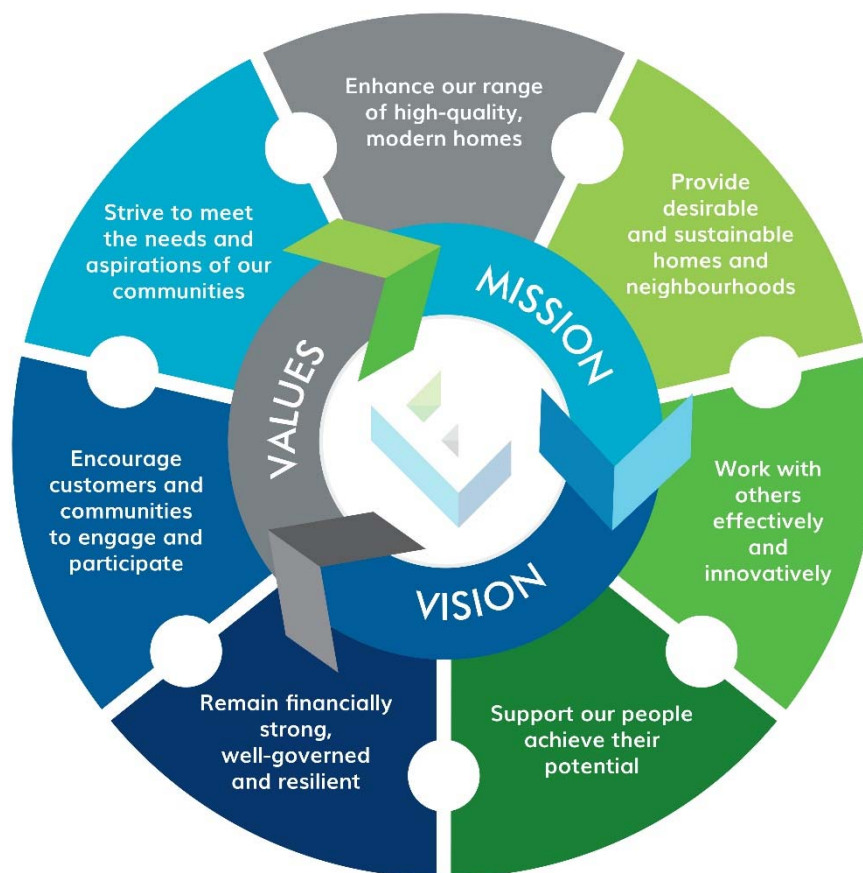 Enhance our range
of high-quality,
modern homes
Provide
desirable
and sustainable
homes and
neighbourhoods
Work with
others
effectively
and
innovatively
Support our people
achieve their
potential
Remain financially
strong,
well-governed
and resilient
Encourage
customers and
communities
to engage and
participate
Strive to meet
the needs and
aspirations of our
communities
MISSION
VISION
VALUES